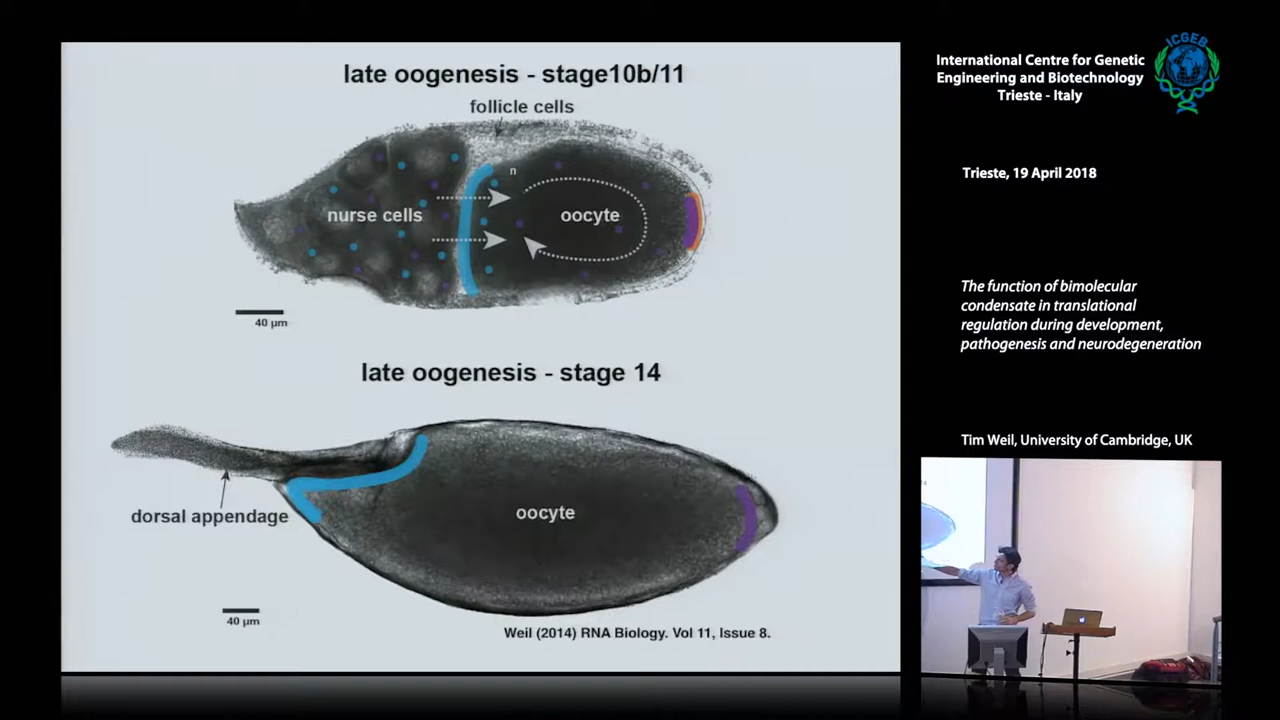 late oogenesis - stage10b/11
follicle cells
n
nurse cells
oocyte
40 µm
late oogenesis - stage 14
oocyte
dorsal appendage
40 µm
Weil (2014) RNA Biology. Vol 11, Issue 8.
International Centre for Genetic
Engineering and Biotechnology
Trieste - Italy
ICGEB
Trieste, 19 April 2018
The function of bimolecular
condensate in translational
regulation during development,
pathogenesis and neurodegeneration
Tim Weil, University of Cambridge, UK